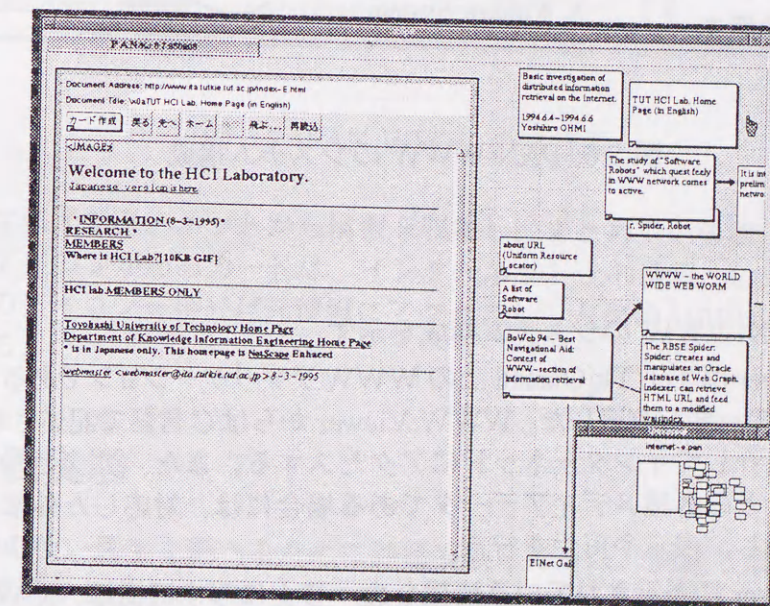 Document Address: http://www.ita.tutkie.tut.ac.jp/index-E.html
Document Title: \x0aTUT HCI Lab. Home Page (in English)
カード作成 戻る 先へ ホーム 飛ぶ... 再読込
<IMAGE>
Welcome to the HCI Laboratory.
Japanese version is here.
* INFORMATION (8-3-1995)*
RESEARCH *
MEMBERS
Where is HCI Lab?[10KB GIF]
HCI lab.MEMBERS ONLY
Toyohashi University of Technology Home Page
Department of Knowledge Information Engineering Home Page
* is in Japanese only. This homepage is NetScape Enhaced
webmaster <webmaster@ita.tutkie.tut.ac.jp> 8-3-1995
Basic investigation of
distributed information
retrieval on the Internet.
1994.6.4-1994.6.6
Yoshihiro OHMI
TUT HCI Lab. Home
Page (in English)
The study of "Software
Robots" which quest feely
in WWW network comes
to active.
It is int
prelim
netwo
r, Spider, Robot
about URL
(Uniform Resource
Locator)
A list of
Software
Robot
WWWW - the WORLD
WIDE WEB WORM
BoWeb 94 - Best
Navigational Aid:
Contest of
WWW-section of
information retrieval
The RBSE Spider.
Spider: creates and
manipulates an Oracle
database of Web Graph.
Indexer: can retrieve
HTML URL and feed
them to a modified
waisindex
internet-e.pan
EINet Gal